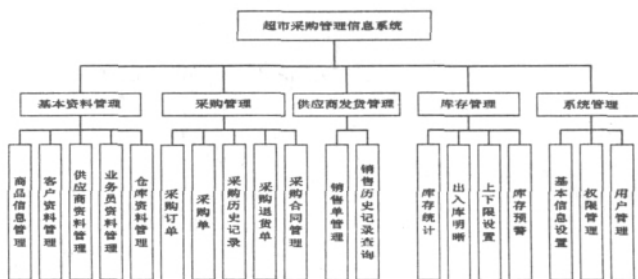 超市采购管理信息系统
基本资料管理
采购管理
供应商发货管理
库存管理
系统管理
商品信息管理
客户资料管理
供应商资料管理
业务员资料管理
仓库资料管理
采购订单
采购单
采购历史记录
采购退货单
采购合同管理
销售单管理
销售历史记录查询
库存统计
出入库明晰
上下限设置
库存预警
基本信息设置
权限管理
用户管理